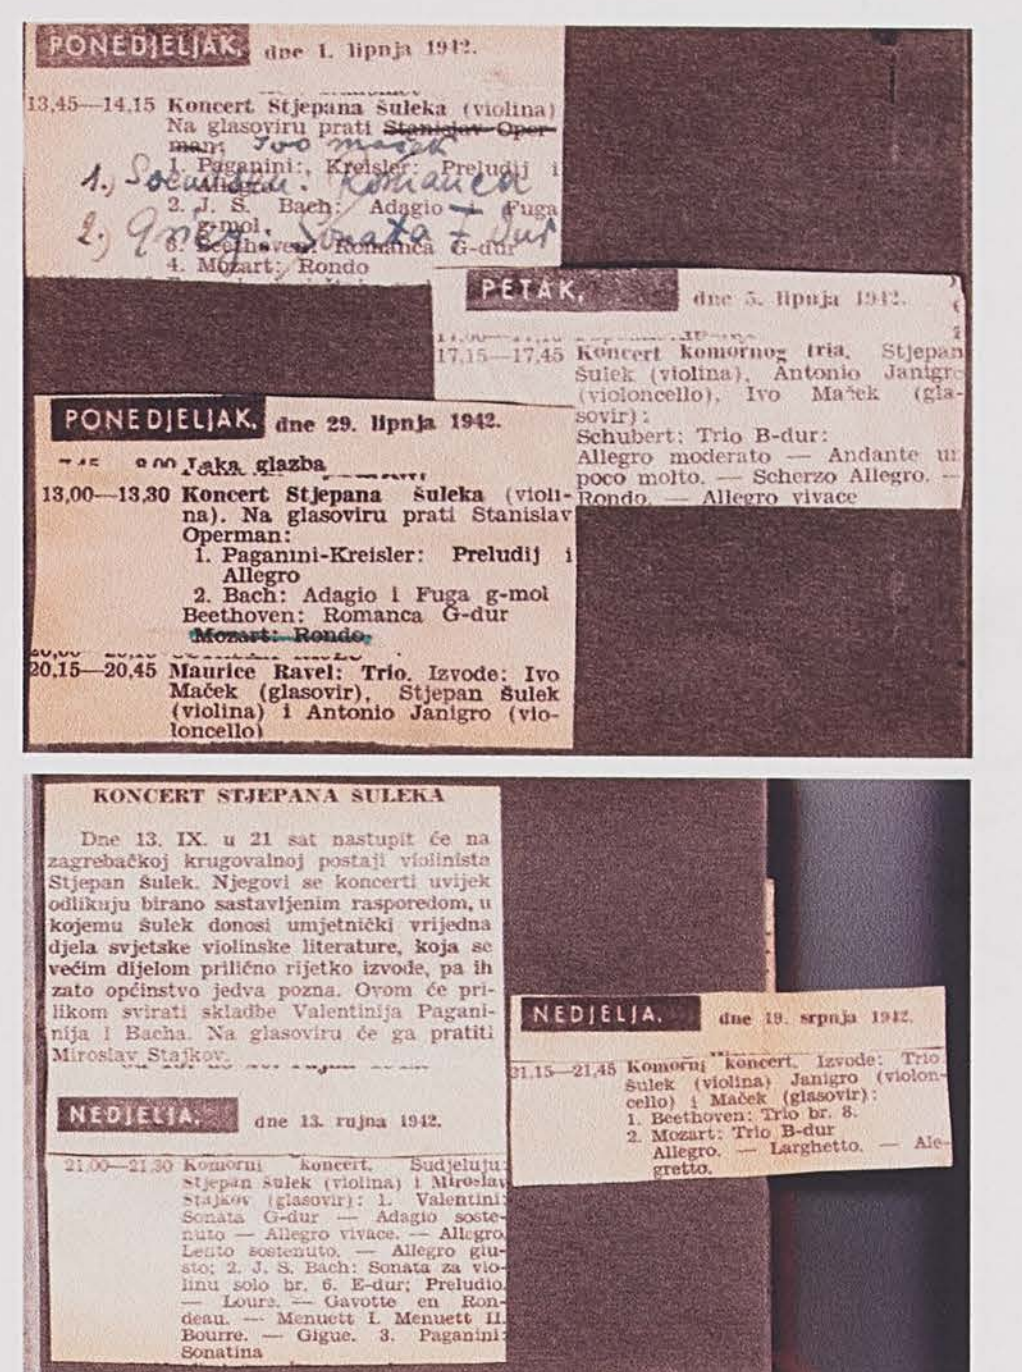 PONEDJELJAK, dne 1. lipnja 1942.
13,45—14,15 Koncert Stjepana Šuleka (violina)
Na glasoviru prati Stanislav Oper-
man: Ivo Maček
1. Paganini:, Kreisler: Preludij i
Allegro
1.) Romanca
2. J. S. Bach: Adagio i Fuga
g-mol.
2.) Grieg. Sonata F Dur
3. Beethoven: Romanca G-dur
4. Mozart: Rondo
PETAK, dne 5. lipnja 1942.
17,15—17,45 Koncert komornog tria. Stjepan
Šulek (violina), Antonio Janigro
(violoncello), Ivo Maček (gla-
sovir):
Schubert: Trio B-dur:
Allegro moderato — Andante un
poco molto. — Scherzo Allegro. —
Rondo. — Allegro vivace
PONEDJELJAK, dne 29. lipnja 1942.
Laka glazba
13,00—13,30 Koncert Stjepana Šuleka (violi-
na). Na glasoviru prati Stanislav
Operman:
1. Paganini-Kreisler: Preludij i
Allegro
2. Bach: Adagio i Fuga g-mol
Beethoven: Romanca G-dur
Mozart: Rondo.
20,15—20,45 Maurice Ravel: Trio. Izvode: Ivo
Maček (glasovir), Stjepan Šulek
(violina) i Antonio Janigro (vio-
loncello)
KONCERT STJEPANA ŠULEKA
Dne 13. IX. u 21 sat nastupit će na
zagrebačkoj krugovalnoj postaji violinista
Stjepan Šulek. Njegovi se koncerti uvijek
odlikuju birano sastavljenim rasporedom, u
kojemu Šulek donosi umjetnički vrijedna
djela svjetske violinske literature, koja se
većim dijelom prilično rijetko izvode, pa ih
zato općinstvo jedva pozna. Ovom će pri-
likom svirati skladbe Valentinija Pagani-
nija i Bacha. Na glasoviru će ga pratiti
Miroslav Stajkov.
NEDJELJA, dne 13. rujna 1942.
21,00—21,30 Komorni koncert. Sudjeluju:
Stjepan Šulek (violina) i Miroslav
Stajkov (glasovir): 1. Valentini:
Sonata G-dur — Adagio soste-
nuto — Allegro vivace. — Allegro.
Lento sostenuto. — Allegro giu-
sto; 2. J. S. Bach: Sonata za vio-
linu solo br. 6. E-dur; Preludio.
— Loure. — Gavotte en Ron-
deau. — Menuett I. Menuett II.
Bourre. — Gigue. 3. Paganini:
Sonatina
NEDJELJA, dne 19. srpnja 1942.
21,15—21,45 Komorni koncert. Izvode: Trio
Šulek (violina) Janigro (violon-
cello) i Maček (glasovir):
1. Beethoven: Trio br. 8.
2. Mozart: Trio B-dur
Allegro. — Larghetto. — Ale-
gretto.